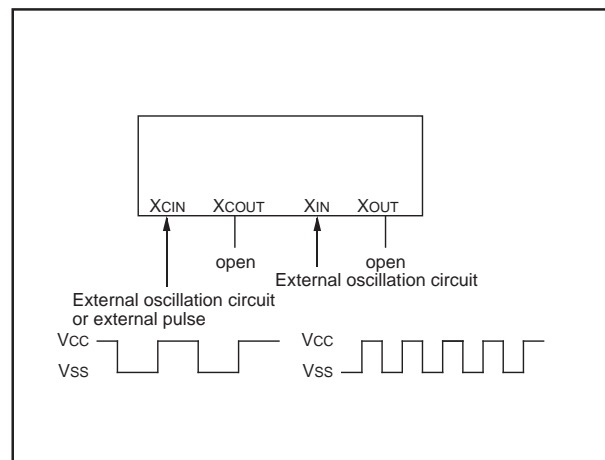 XCIN XCOUT XIN XOUT
open open
External oscillation circuit
External oscillation circuit
or external pulse
VCC VCC
VSS VSS